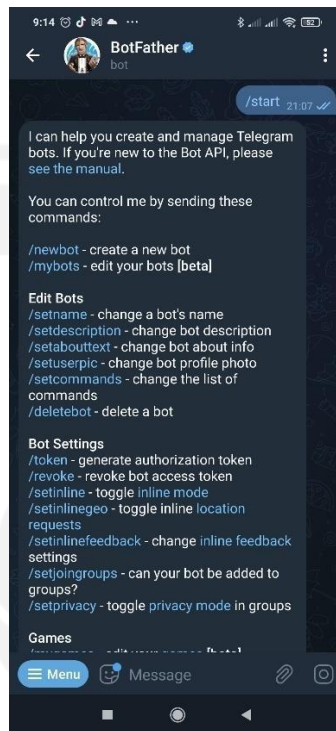 9:14
BotFather
bot
/start 21:07
I can help you create and manage Telegram
bots. If you're new to the Bot API, please
see the manual.
You can control me by sending these
commands:
/newbot - create a new bot
/mybots - edit your bots [beta]
Edit Bots
/setname - change a bot's name
/setdescription - change bot description
/setabouttext - change bot about info
/setuserpic - change bot profile photo
/setcommands - change the list of
commands
/deletebot - delete a bot
Bot Settings
/token - generate authorization token
/revoke - revoke bot access token
/setinline - toggle inline mode
/setinlinegeo - toggle inline location
requests
/setinlinefeedback - change inline feedback
settings
/setjoingroups - can your bot be added to
groups?
/setprivacy - toggle privacy mode in groups
Games
Menu
Message